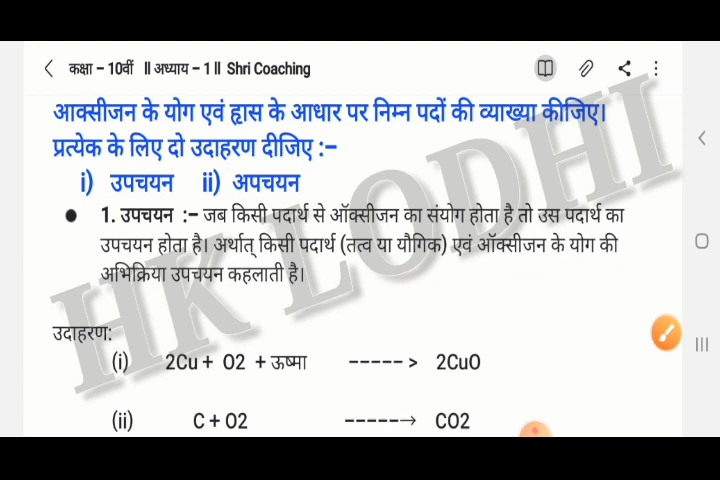 कक्षा - 10वीं ॥ अध्याय - 1 ॥ Shri Coaching
आक्सीजन के योग एवं ह्रास के आधार पर निम्न पदों की व्याख्या कीजिए।
प्रत्येक के लिए दो उदाहरण दीजिए :-
i) उपचयन ii) अपचयन
● 1. उपचयन :- जब किसी पदार्थ से ऑक्सीजन का संयोग होता है तो उस पदार्थ का
उपचयन होता है। अर्थात् किसी पदार्थ (तत्व या यौगिक) एवं ऑक्सीजन के योग की
अभिक्रिया उपचयन कहलाती है।
उदाहरण:
(i) 2Cu + O2 + ऊष्मा -----> 2CuO
(ii) C + O2 -----→ CO2
HK LODHI